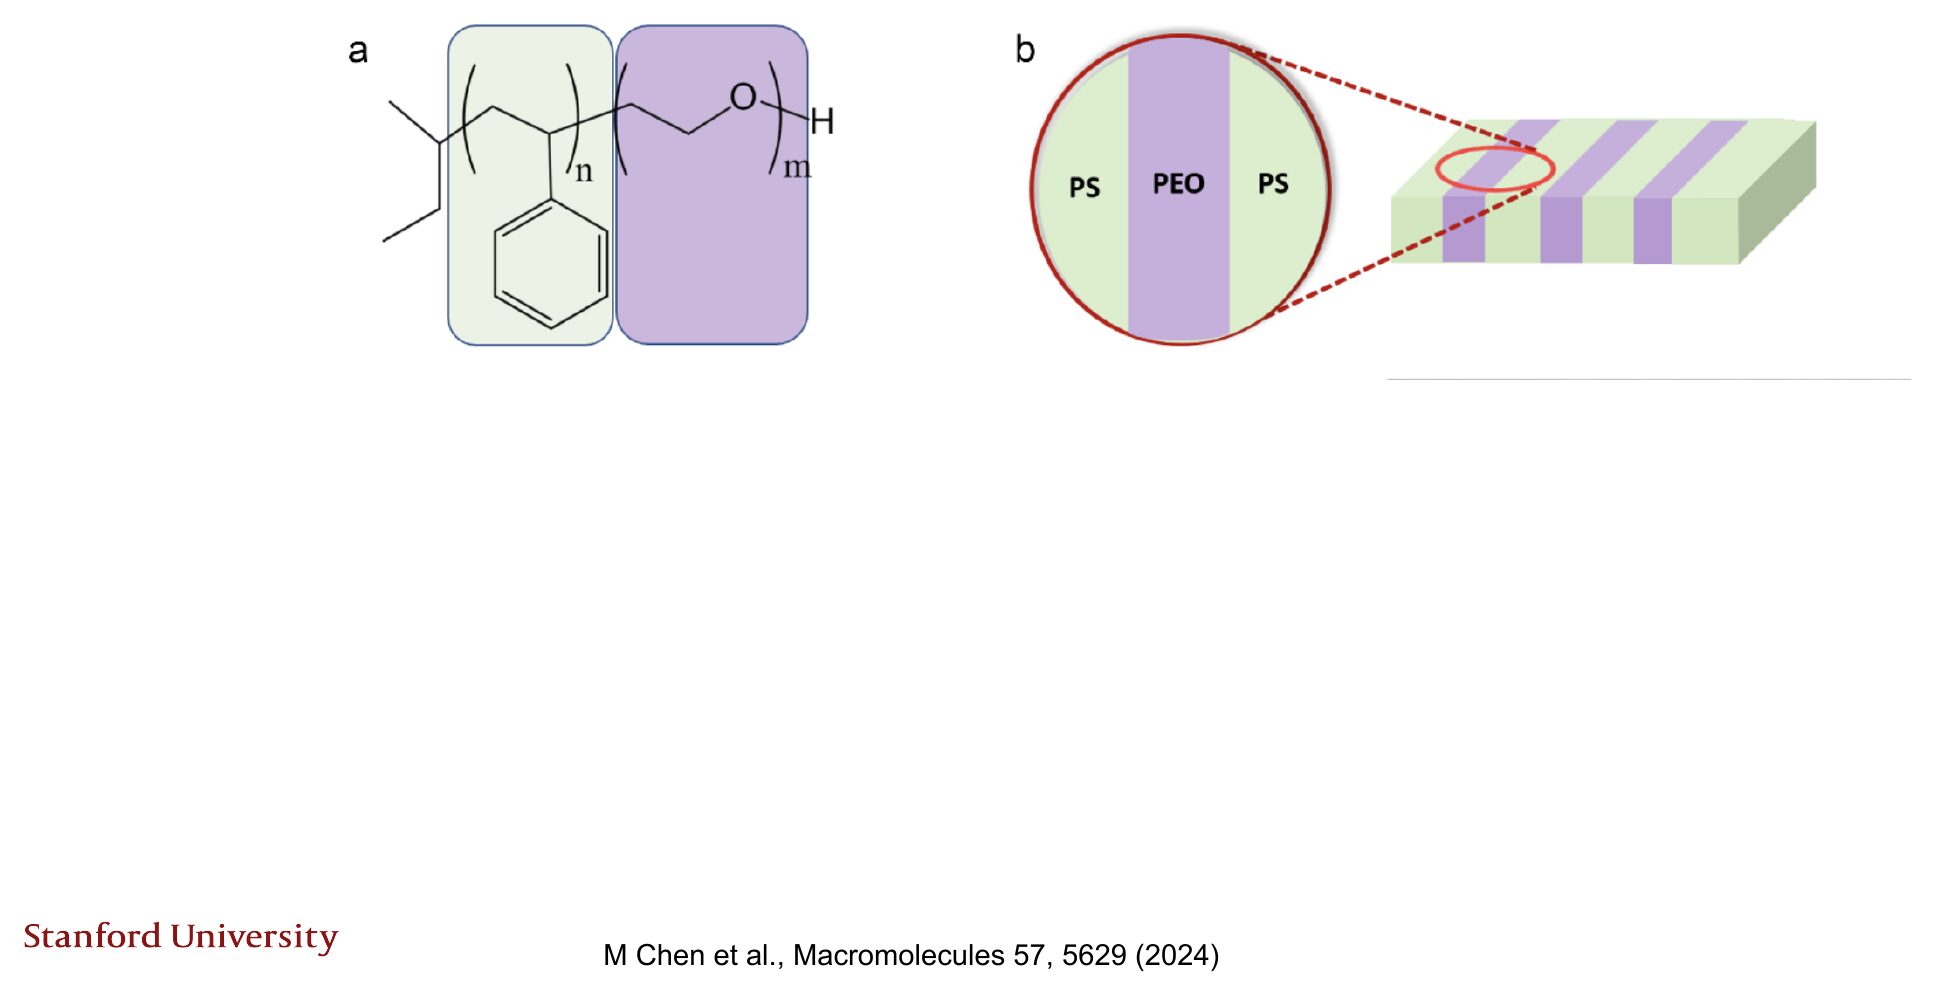 a
O
H
n
m
b
PS
PEO
PS
Stanford University
M Chen et al., Macromolecules 57, 5629 (2024)